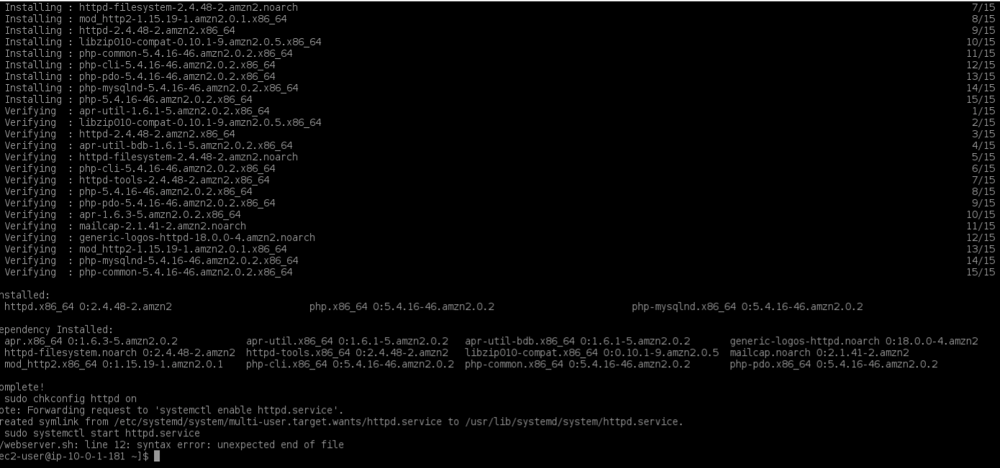 Installing : httpd-filesystem-2.4.48-2.amzn2.noarch 7/15
Installing : mod_http2-1.15.19-1.amzn2.0.1.x86_64 8/15
Installing : httpd-2.4.48-2.amzn2.x86_64 9/15
Installing : libzip010-compat-0.10.1-9.amzn2.0.5.x86_64 10/15
Installing : php-common-5.4.16-46.amzn2.0.2.x86_64 11/15
Installing : php-cli-5.4.16-46.amzn2.0.2.x86_64 12/15
Installing : php-pdo-5.4.16-46.amzn2.0.2.x86_64 13/15
Installing : php-mysqlnd-5.4.16-46.amzn2.0.2.x86_64 14/15
Installing : php-5.4.16-46.amzn2.0.2.x86_64 15/15
Verifying : apr-util-1.6.1-5.amzn2.0.2.x86_64 1/15
Verifying : libzip010-compat-0.10.1-9.amzn2.0.5.x86_64 2/15
Verifying : httpd-2.4.48-2.amzn2.x86_64 3/15
Verifying : apr-util-bdb-1.6.1-5.amzn2.0.2.x86_64 4/15
Verifying : httpd-filesystem-2.4.48-2.amzn2.noarch 5/15
Verifying : php-cli-5.4.16-46.amzn2.0.2.x86_64 6/15
Verifying : httpd-tools-2.4.48-2.amzn2.x86_64 7/15
Verifying : php-5.4.16-46.amzn2.0.2.x86_64 8/15
Verifying : php-pdo-5.4.16-46.amzn2.0.2.x86_64 9/15
Verifying : apr-1.6.3-5.amzn2.0.2.x86_64 10/15
Verifying : mailcap-2.1.41-2.amzn2.noarch 11/15
Verifying : generic-logos-httpd-18.0.0-4.amzn2.noarch 12/15
Verifying : mod_http2-1.15.19-1.amzn2.0.1.x86_64 13/15
Verifying : php-mysqlnd-5.4.16-46.amzn2.0.2.x86_64 14/15
Verifying : php-common-5.4.16-46.amzn2.0.2.x86_64 15/15
nstalled:
httpd.x86_64 0:2.4.48-2.amzn2 php.x86_64 0:5.4.16-46.amzn2.0.2 php-mysqlnd.x86_64 0:5.4.16-46.amzn2.0.2
ependency Installed:
apr.x86_64 0:1.6.3-5.amzn2.0.2 apr-util.x86_64 0:1.6.1-5.amzn2.0.2 apr-util-bdb.x86_64 0:1.6.1-5.amzn2.0.2 generic-logos-httpd.noarch 0:18.0.0-4.amzn2
httpd-filesystem.noarch 0:2.4.48-2.amzn2 httpd-tools.x86_64 0:2.4.48-2.amzn2 libzip010-compat.x86_64 0:0.10.1-9.amzn2.0.5 mailcap.noarch 0:2.1.41-2.amzn2
mod_http2.x86_64 0:1.15.19-1.amzn2.0.1 php-cli.x86_64 0:5.4.16-46.amzn2.0.2 php-common.x86_64 0:5.4.16-46.amzn2.0.2 php-pdo.x86_64 0:5.4.16-46.amzn2.0.2
omplete!
sudo chkconfig httpd on
ote: Forwarding request to 'systemctl enable httpd.service'.
reated symlink from /etc/systemd/system/multi-user.target.wants/httpd.service to /usr/lib/systemd/system/httpd.service.
sudo systemctl start httpd.service
/webserver.sh: line 12: syntax error: unexpected end of file
ec2-user@ip-10-0-1-181 ~]$